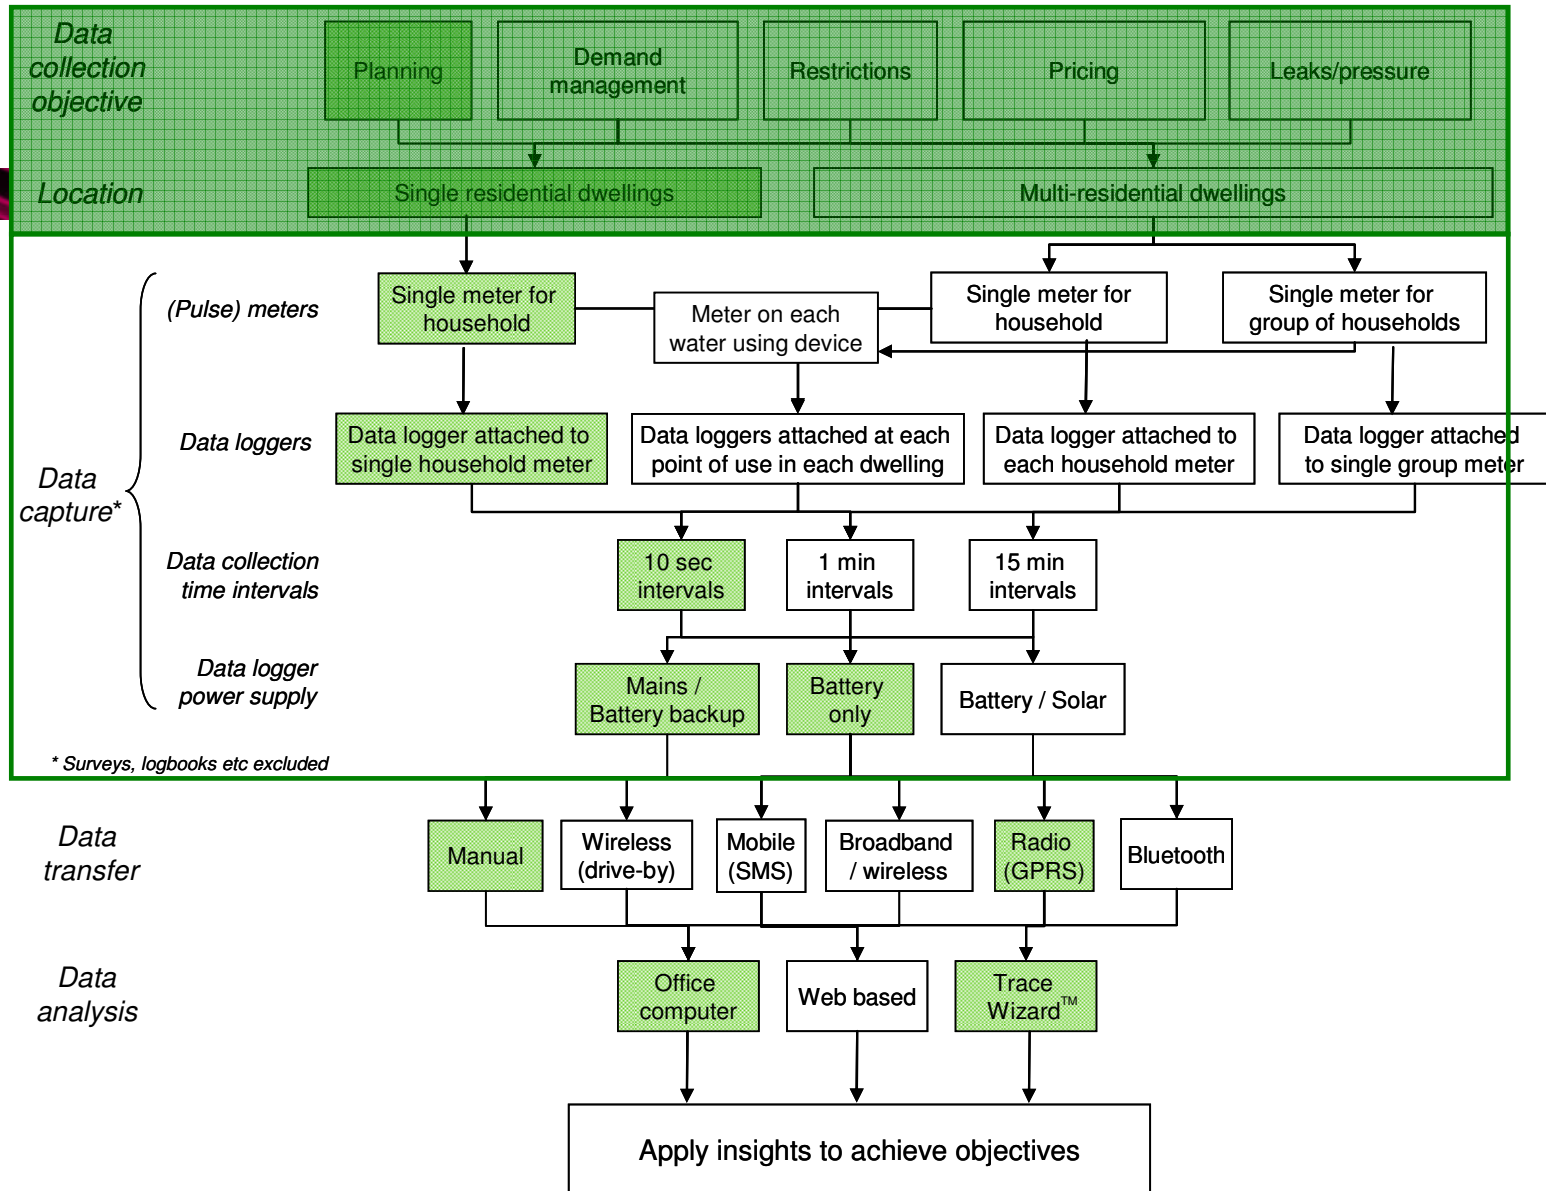 Data
collection
objective
Planning
Demand
management
Restrictions
Pricing
Leaks/pressure
Location
Single residential dwellings
Multi-residential dwellings
Data
capture*
(Pulse) meters
Single meter for
household
Meter on each
water using device
Single meter for
household
Single meter for
group of households
Data loggers
Data logger attached to
single household meter
Data loggers attached at each
point of use in each dwelling
Data logger attached to
each household meter
Data logger attached
to single group meter
Data collection
time intervals
10 sec
intervals
1 min
intervals
15 min
intervals
Data logger
power supply
Mains /
Battery backup
Battery
only
Battery / Solar
* Surveys, logbooks etc excluded
Data
transfer
Manual
Wireless
(drive-by)
Mobile
(SMS)
Broadband
/ wireless
Radio
(GPRS)
Bluetooth
Data
analysis
Office
computer
Web based
Trace
Wizard™
Apply insights to achieve objectives